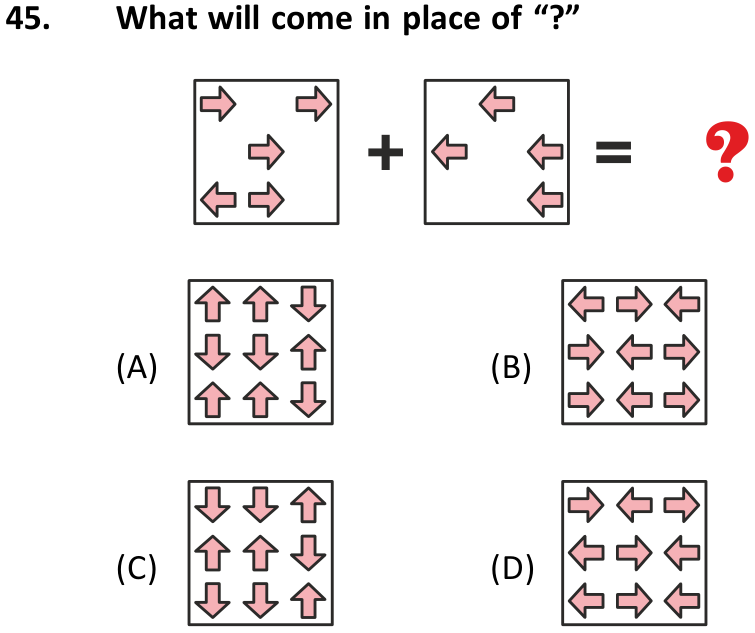 45. What will come in place of “?”
+ = ?
(A) (B)
(C) (D)